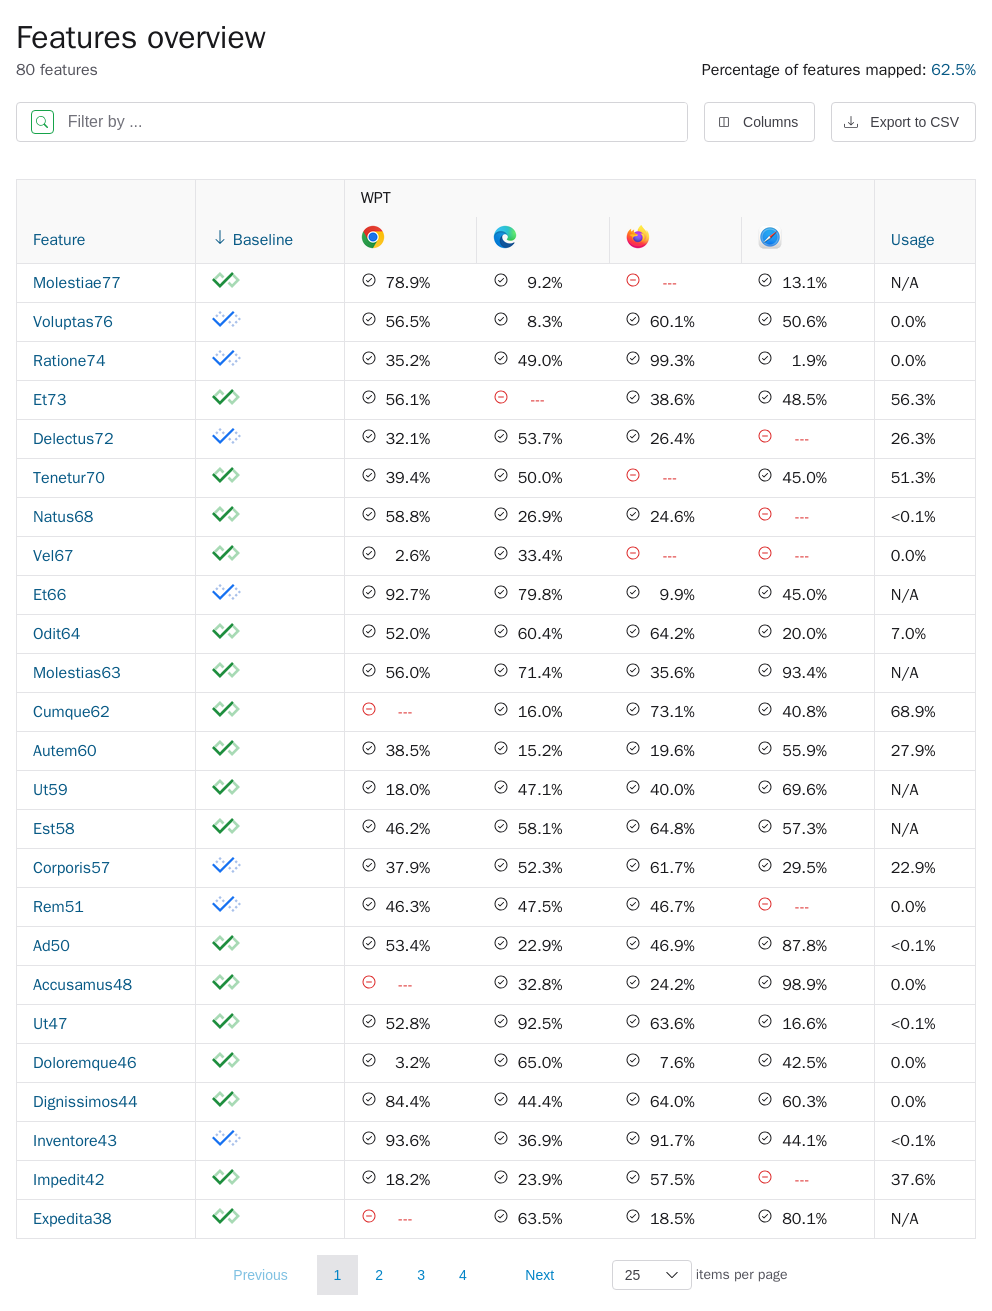 Features overview
80 features
Percentage of features mapped: 62.5%
Filter by ...
Columns
Export to CSV
WPT
Feature Baseline Usage
Molestiae77 78.9% 9.2% --- 13.1% N/A
Voluptas76 56.5% 8.3% 60.1% 50.6% 0.0%
Ratione74 35.2% 49.0% 99.3% 1.9% 0.0%
Et73 56.1% --- 38.6% 48.5% 56.3%
Delectus72 32.1% 53.7% 26.4% --- 26.3%
Tenetur70 39.4% 50.0% --- 45.0% 51.3%
Natus68 58.8% 26.9% 24.6% --- <0.1%
Vel67 2.6% 33.4% --- --- 0.0%
Et66 92.7% 79.8% 9.9% 45.0% N/A
Odit64 52.0% 60.4% 64.2% 20.0% 7.0%
Molestias63 56.0% 71.4% 35.6% 93.4% N/A
Cumque62 --- 16.0% 73.1% 40.8% 68.9%
Autem60 38.5% 15.2% 19.6% 55.9% 27.9%
Ut59 18.0% 47.1% 40.0% 69.6% N/A
Est58 46.2% 58.1% 64.8% 57.3% N/A
Corporis57 37.9% 52.3% 61.7% 29.5% 22.9%
Rem51 46.3% 47.5% 46.7% --- 0.0%
Ad50 53.4% 22.9% 46.9% 87.8% <0.1%
Accusamus48 --- 32.8% 24.2% 98.9% 0.0%
Ut47 52.8% 92.5% 63.6% 16.6% <0.1%
Doloremque46 3.2% 65.0% 7.6% 42.5% 0.0%
Dignissimos44 84.4% 44.4% 64.0% 60.3% 0.0%
Inventore43 93.6% 36.9% 91.7% 44.1% <0.1%
Impedit42 18.2% 23.9% 57.5% --- 37.6%
Expedita38 --- 63.5% 18.5% 80.1% N/A
Previous 1 2 3 4 Next 25 items per page